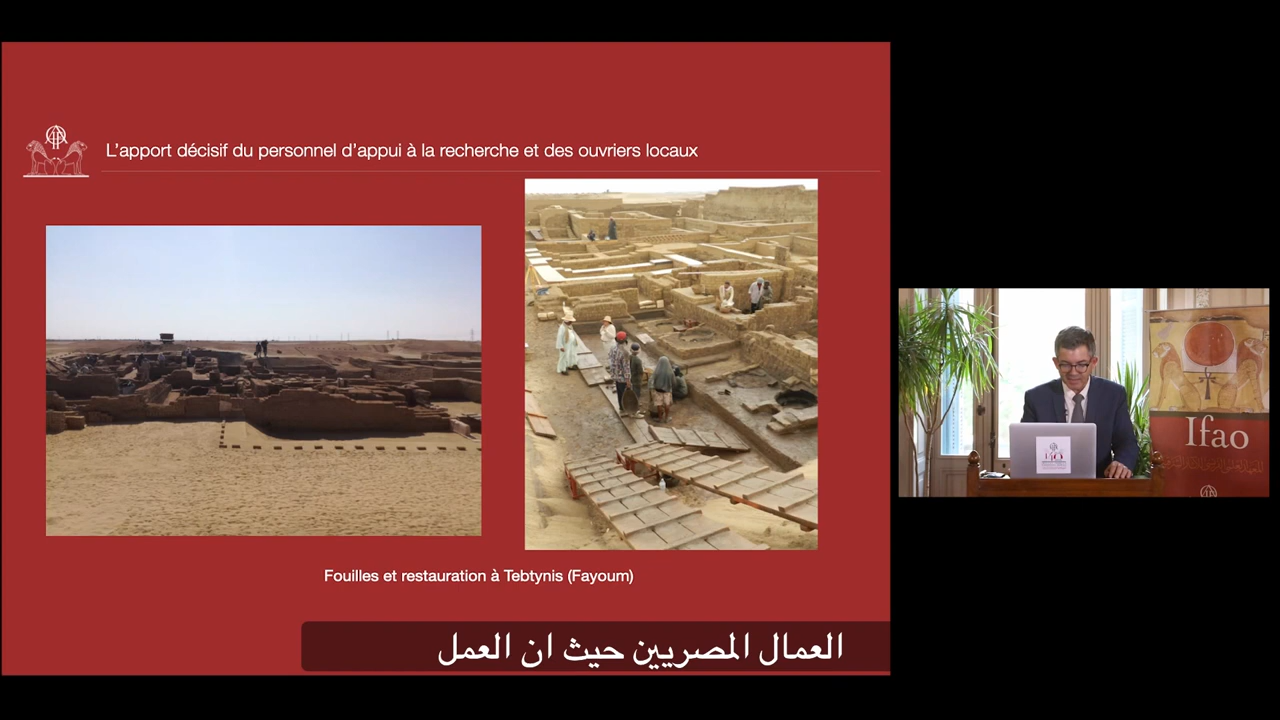 L'apport décisif du personnel d'appui à la recherche et des ouvriers locaux
Fouilles et restauration à Tebtynis (Fayoum)
العمال المصريين حيث ان العمل
Ifao